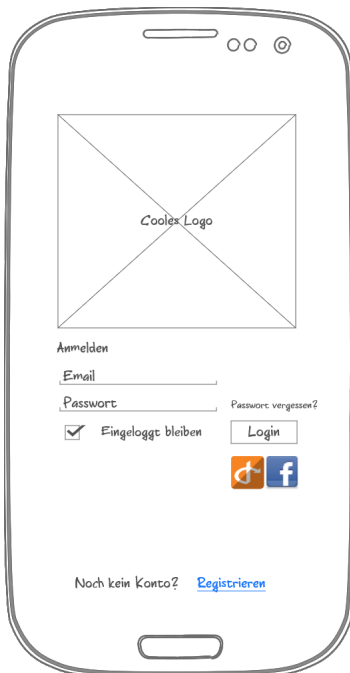 Cooles Logo
Anmelden
Email
Passwort
Passwort vergessen?
Eingeloggt bleiben
Login
Noch kein Konto? Registrieren